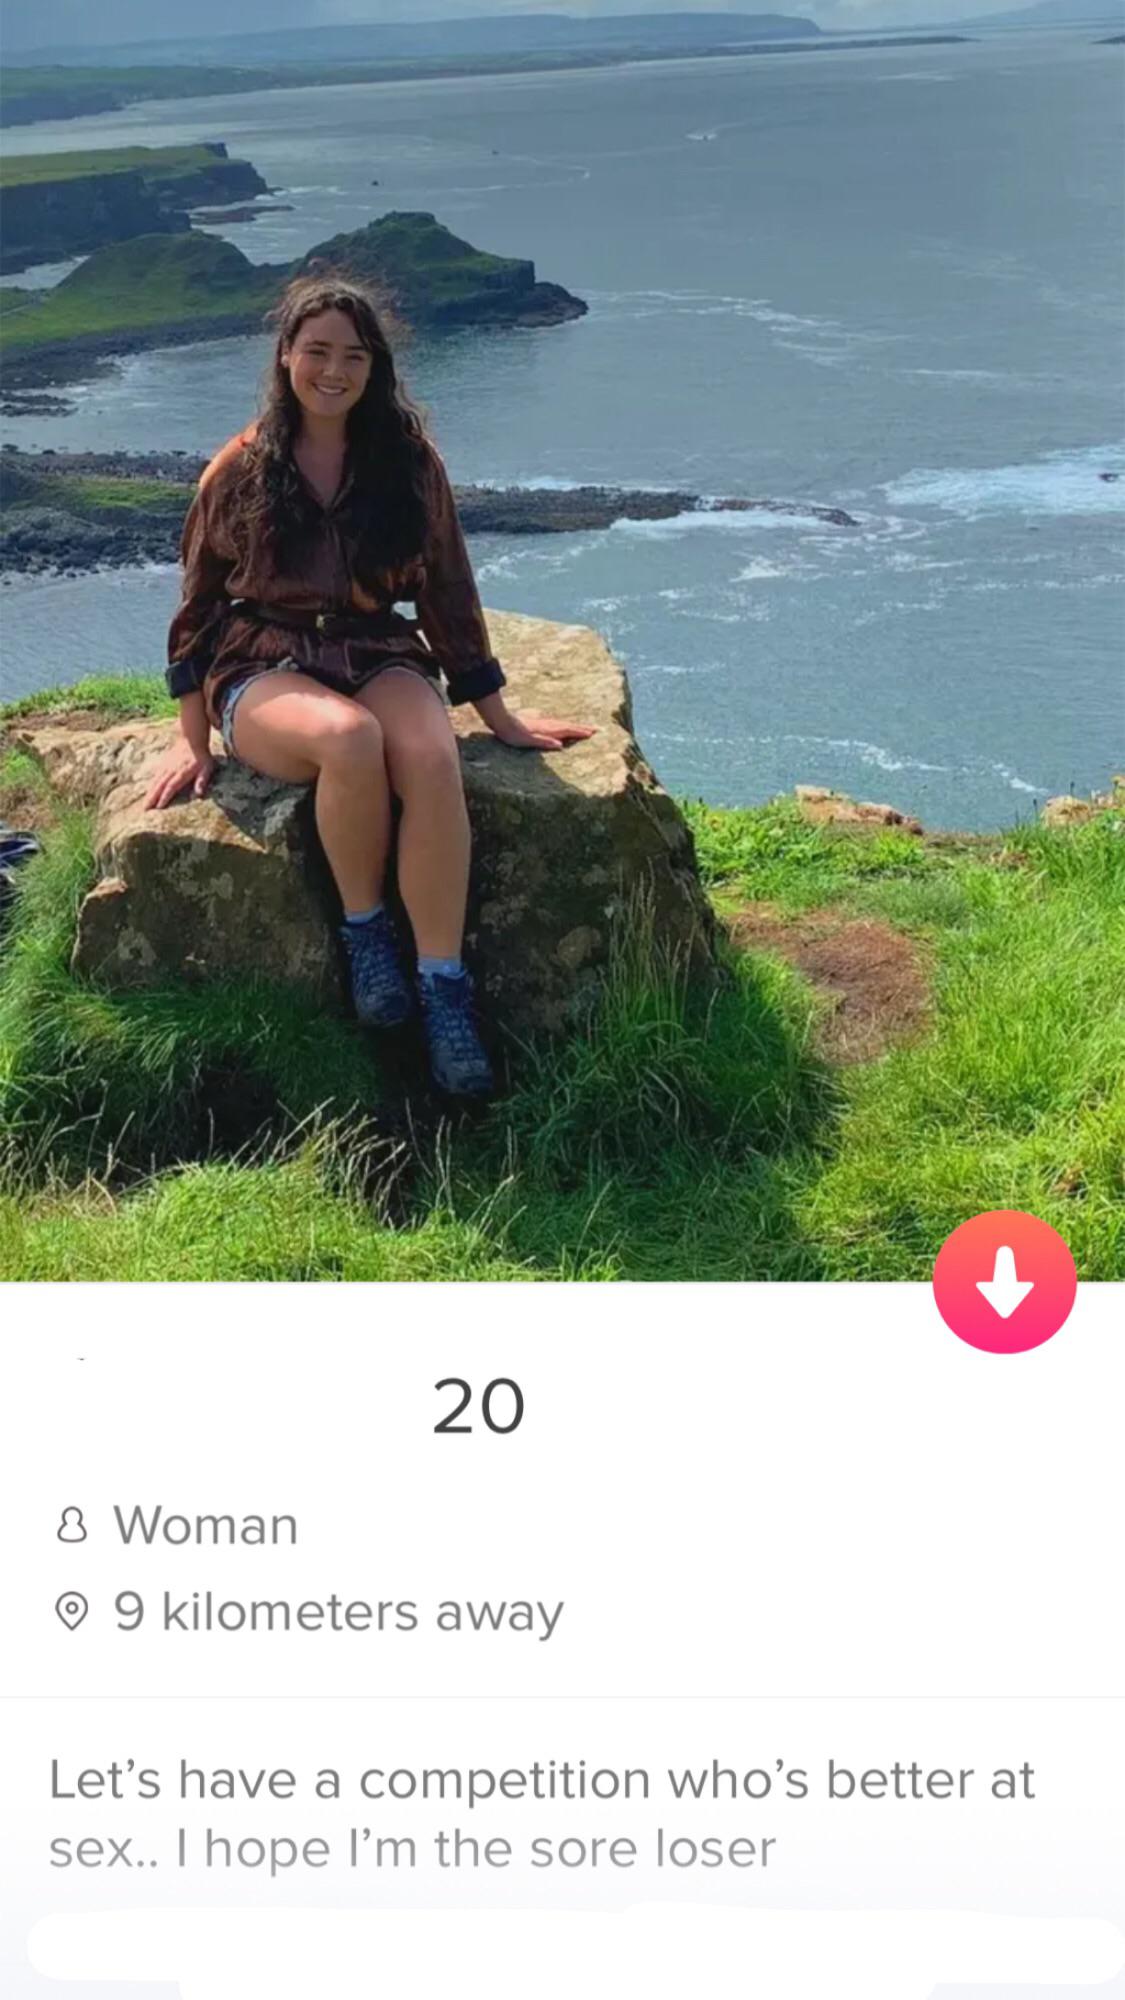 20
Woman
9 kilometers away
Let’s have a competition who’s better at
sex.. I hope I’m the sore loser